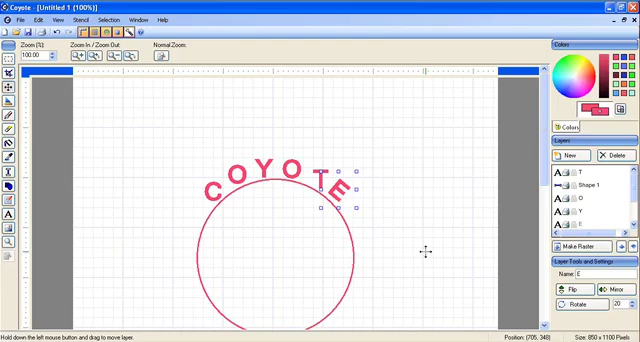 Coyote - [Untitled 1 (100%)]
File Edit View Stencil Selection Window Help
Zoom [%]: Zoom In / Zoom Out Normal Zoom:
100.00
Colors
Colors
Layers
New Delete
T
Shape 1
O
Y
E
Make Raster
Layer Tools and Settings
Name: E
Flip Mirror
Rotate 20
COYOTE
Hold down the left mouse button and drag to move layer. Position: (705, 348) Size: 850 x 1100 Pixels